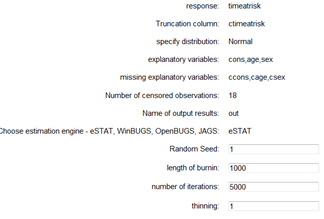 response: timeatrisk
Truncation column: ctimeatrisk
specify distribution: Normal
explanatory variables: cons,age,sex
missing explanatory variables: ccons,cage,csex
Number of censored observations: 18
Name of output results: out
Choose estimation engine - eSTAT, WinBUGS, OpenBUGS, JAGS: eSTAT
Random Seed: 1
length of burnin: 1000
number of iterations: 5000
thinning: 1